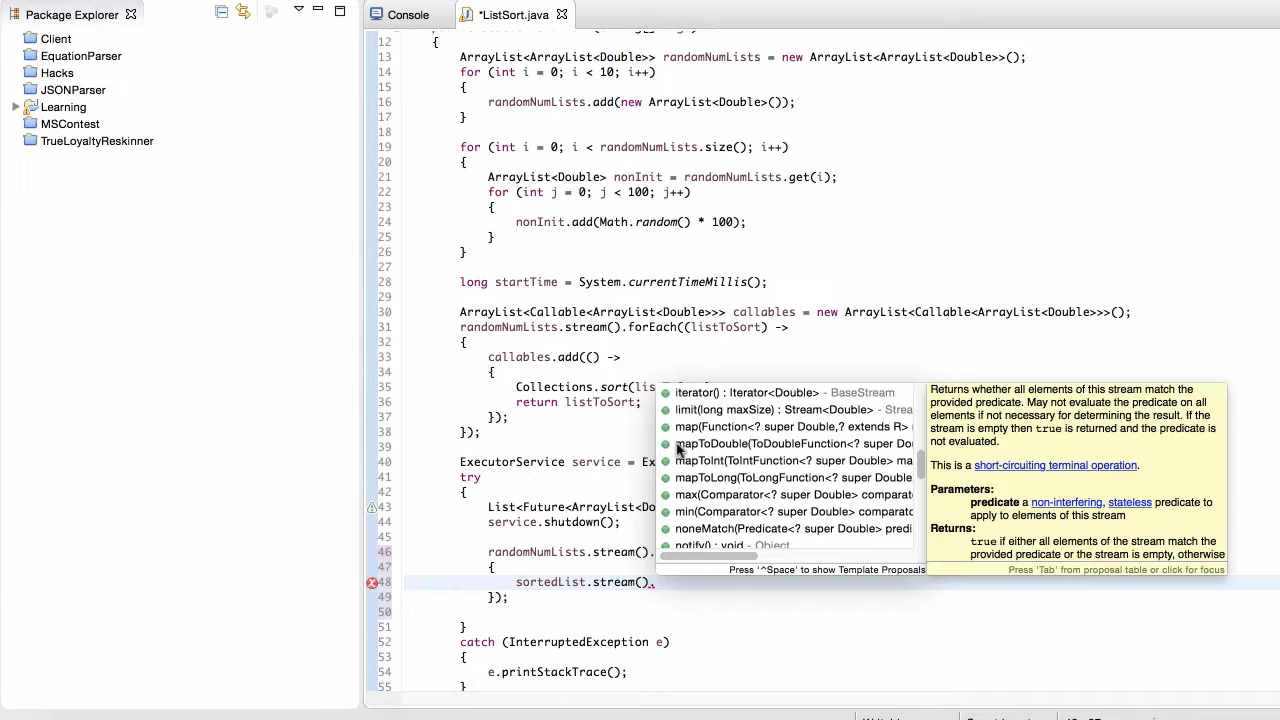 Package Explorer
Console
*ListSort.java
Client
EquationParser
Hacks
JSONParser
Learning
MSContest
TrueLoyaltyReskinner
12 {
13 ArrayList<ArrayList<Double>> randomNumLists = new ArrayList<ArrayList<Double>>();
14 for (int i = 0; i < 10; i++)
15 {
16 randomNumLists.add(new ArrayList<Double>());
17 }
18
19 for (int i = 0; i < randomNumLists.size(); i++)
20 {
21 ArrayList<Double> nonInit = randomNumLists.get(i);
22 for (int j = 0; j < 100; j++)
23 {
24 nonInit.add(Math.random() * 100);
25 }
26 }
27
28 long startTime = System.currentTimeMillis();
29
30 ArrayList<Callable<ArrayList<Double>>> callables = new ArrayList<Callable<ArrayList<Double>>>();
31 randomNumLists.stream().forEach((listToSort) ->
32 {
33 callables.add(() ->
34 {
35 Collections.sort(lis
36 return listToSort;
37 });
38 });
39
40 ExecutorService service = Ex
41 try
42 {
43 List<Future<ArrayList<Do
44 service.shutdown();
45
46 randomNumLists.stream().
47 {
48 sortedList.stream().
49 });
50
51 }
52 catch (InterruptedException e)
53 {
54 e.printStackTrace();
55 }
iterator() : Iterator<Double> - BaseStream
limit(long maxSize) : Stream<Double> - Strea
map(Function<? super Double,? extends R>
mapToDouble(ToDoubleFunction<? super Do
mapToInt(ToIntFunction<? super Double> ma
mapToLong(ToLongFunction<? super Double
max(Comparator<? super Double> comparat
min(Comparator<? super Double> comparato
noneMatch(Predicate<? super Double> predi
notify() : void - Object
Press '^Space' to show Template Proposals
Returns whether all elements of this stream match the
provided predicate. May not evaluate the predicate on all
elements if not necessary for determining the result. If the
stream is empty then true is returned and the predicate is
not evaluated.
This is a short-circuiting terminal operation.
Parameters:
predicate a non-interfering, stateless predicate to
apply to elements of this stream
Returns:
true if either all elements of the stream match the
provided predicate or the stream is empty, otherwise
Press 'Tab' from proposal table or click for focus